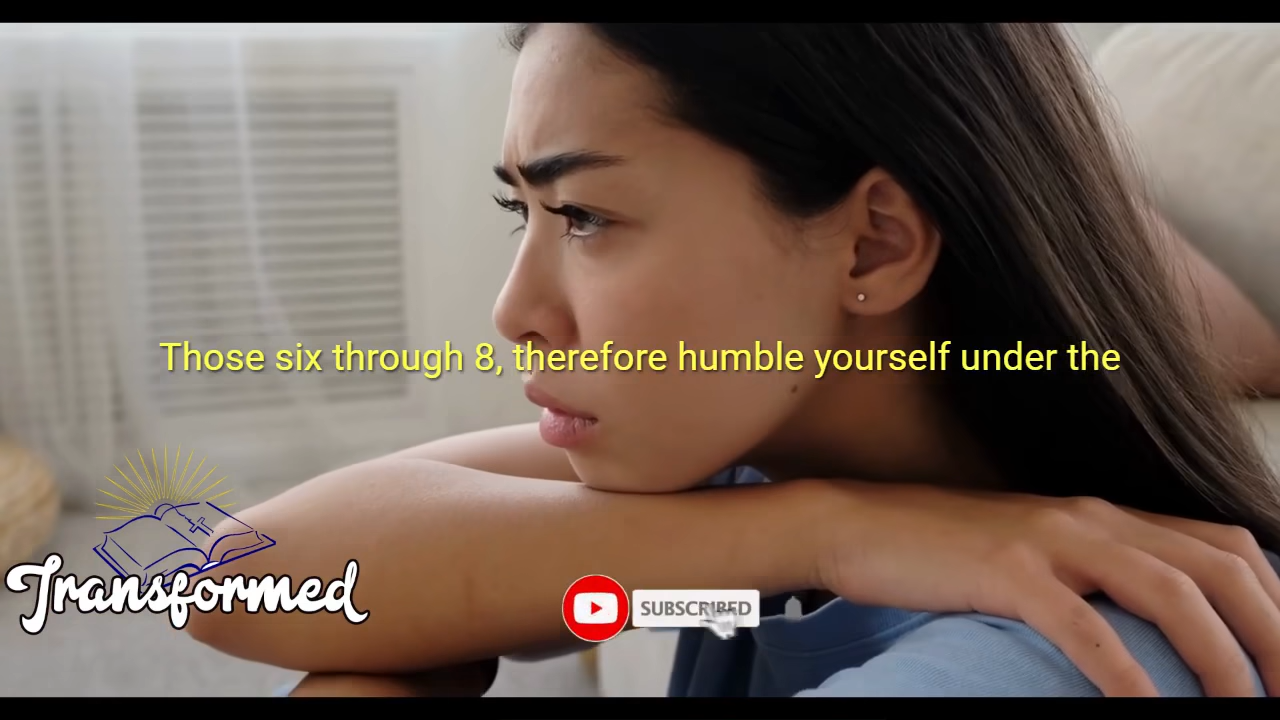 Those six through 8, therefore humble yourself under the
Transformed
SUBSCRIBED